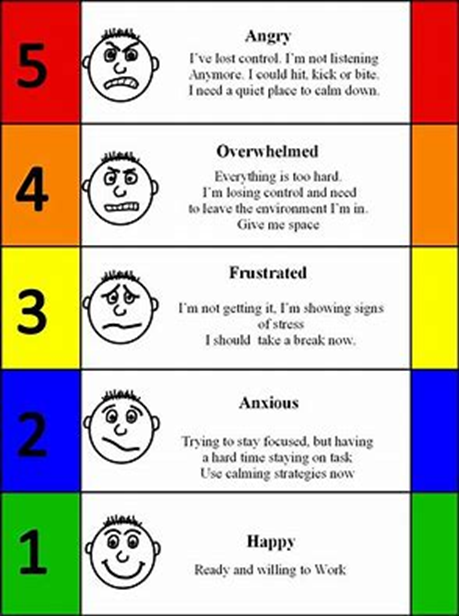 5
Angry
I've lost control. I'm not listening
Anymore. I could hit, kick or bite.
I need a quiet place to calm down.
4
Overwhelmed
Everything is too hard.
I'm losing control and need
to leave the environment I'm in.
Give me space
3
Frustrated
I'm not getting it, I'm showing signs
of stress
I should take a break now.
2
Anxious
Trying to stay focused, but having
a hard time staying on task
Use calming strategies now
1
Happy
Ready and willing to Work